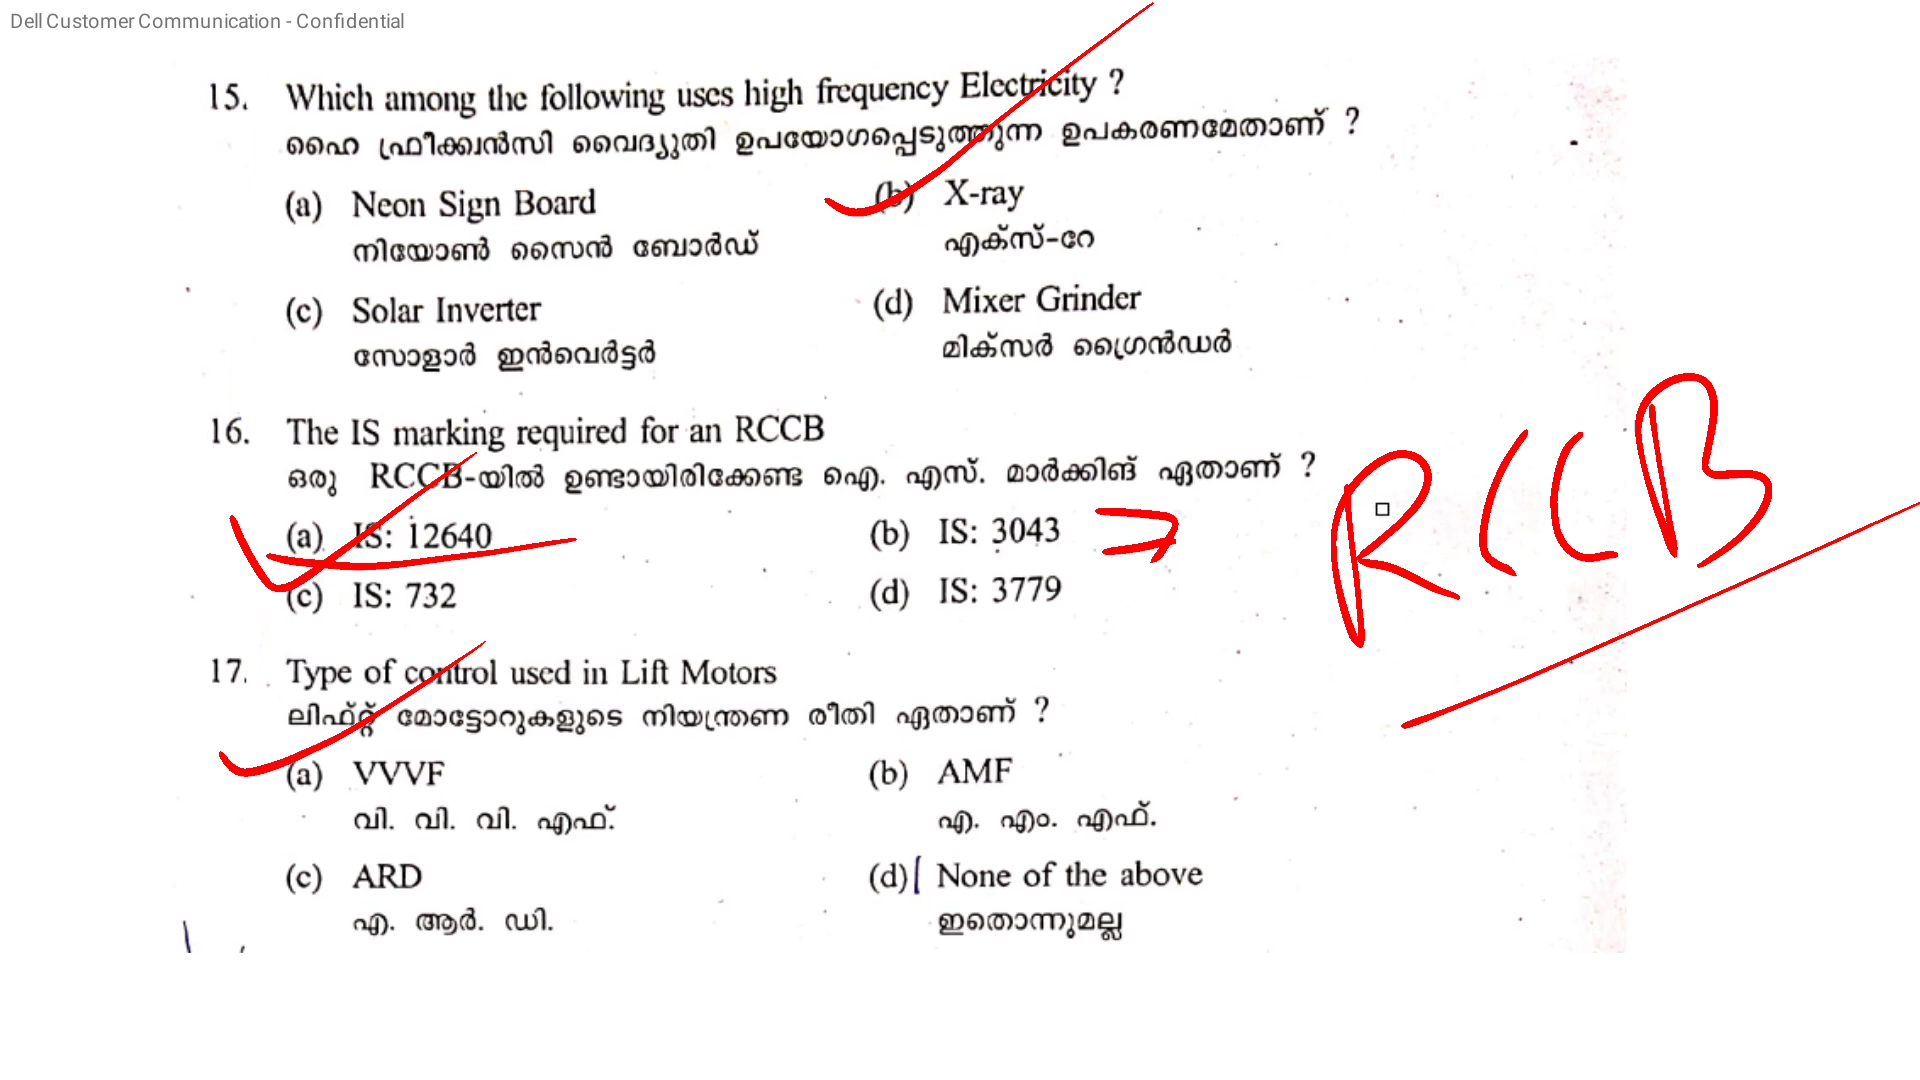 Dell Customer Communication - Confidential
15. Which among the following uses high frequency Electricity ?
ഹൈ ഫ്രീക്വൻസി വൈദ്യുതി ഉപയോഗപ്പെടുത്തുന്ന ഉപകരണമേതാണ് ?
(a) Neon Sign Board (b) X-ray
നിയോൺ സൈൻ ബോർഡ് എക്സ്-റേ
(c) Solar Inverter (d) Mixer Grinder
സോളാർ ഇൻവെർട്ടർ മിക്സർ ഗ്രൈൻഡർ
16. The IS marking required for an RCCB
ഒരു RCCB-യിൽ ഉണ്ടായിരിക്കേണ്ട ഐ. എസ്. മാർക്കിങ് ഏതാണ് ?
(a) IS: 12640 (b) IS: 3043
(c) IS: 732 (d) IS: 3779
RCCB
17. Type of control used in Lift Motors
ലിഫ്റ്റ് മോട്ടോറുകളുടെ നിയന്ത്രണ രീതി ഏതാണ് ?
(a) VVVF (b) AMF
വി. വി. വി. എഫ്. എ. എം. എഫ്.
(c) ARD (d) None of the above
എ. ആർ. ഡി. ഇതൊന്നുമല്ല